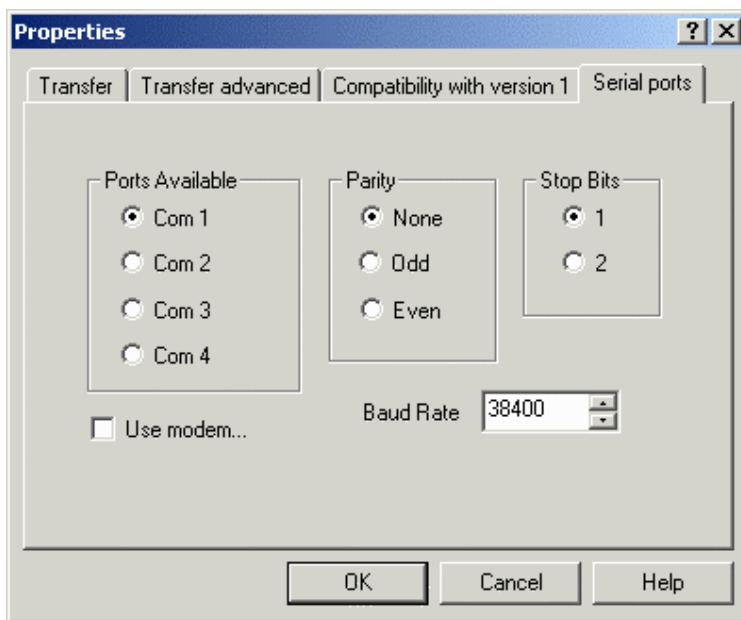 Properties
Transfer
Transfer advanced
Compatibility with version 1
Serial ports
Ports Available
Com 1
Com 2
Com 3
Com 4
Parity
None
Odd
Even
Stop Bits
1
2
Use modem...
Baud Rate
38400
OK
Cancel
Help